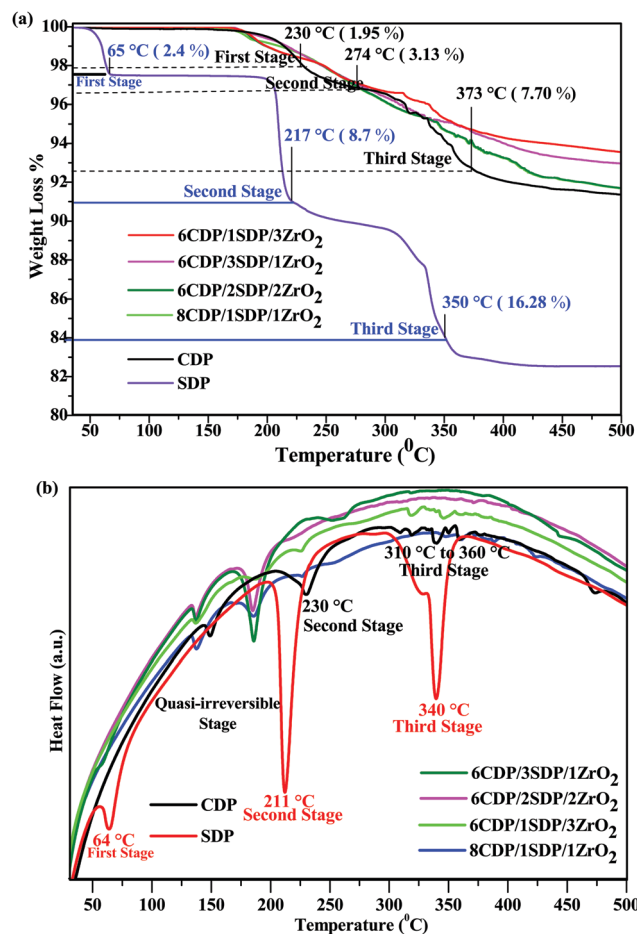 (a)
100
98
96
94
92
90
88
86
84
82
80
Weight Loss %
65 °C ( 2.4 %)
First Stage
First Stage
230 °C (1.95 %)
274 °C ( 3.13 %)
Second Stage
373 °C ( 7.70 %)
Third Stage
217 °C ( 8.7 %)
Second Stage
6CDP/1SDP/3ZrO2
6CDP/3SDP/1ZrO2
6CDP/2SDP/2ZrO2
8CDP/1SDP/1ZrO2
CDP
SDP
350 °C ( 16.28 %)
Third Stage
50 100 150 200 250 300 350 400 450 500
Temperature (⁰C)
(b)
Heat Flow (a.u.)
310 °C to 360 °C
Third Stage
230 °C
Second Stage
Quasi-irreversible
Stage
340 °C
Third Stage
CDP
SDP
211 °C
Second Stage
64 °C
First Stage
6CDP/3SDP/1ZrO2
6CDP/2SDP/2ZrO2
6CDP/1SDP/3ZrO2
8CDP/1SDP/1ZrO2
50 100 150 200 250 300 350 400 450 500
Temperature (⁰C)